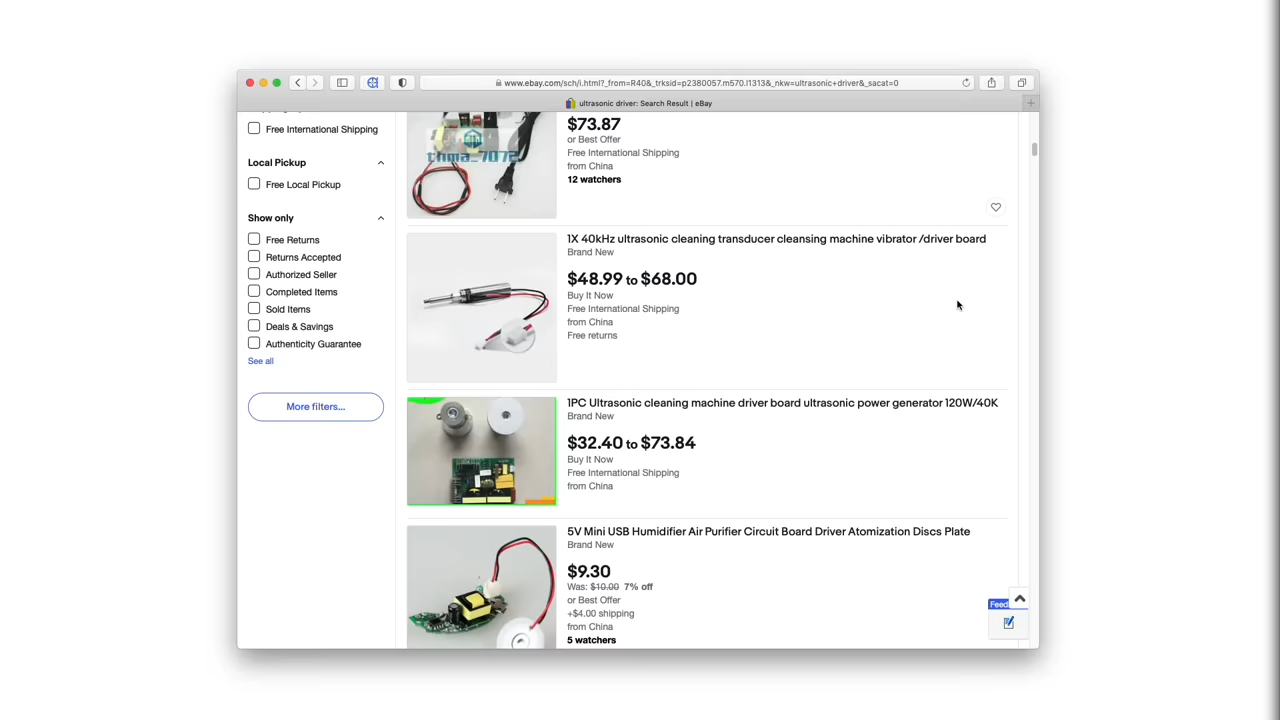 www.ebay.com/sch/i.html?_from=R40&_trksid=p2380057.m570.l1313&_nkw=ultrasonic+driver&_sacat=0
ultrasonic driver: Search Result | eBay
Free International Shipping
Local Pickup
Free Local Pickup
Show only
Free Returns
Returns Accepted
Authorized Seller
Completed Items
Sold Items
Deals & Savings
Authenticity Guarantee
See all
More filters...
thma_7072
$73.87
or Best Offer
Free International Shipping
from China
12 watchers
1X 40kHz ultrasonic cleaning transducer cleansing machine vibrator /driver board
Brand New
$48.99 to $68.00
Buy It Now
Free International Shipping
from China
Free returns
1PC Ultrasonic cleaning machine driver board ultrasonic power generator 120W/40K
Brand New
$32.40 to $73.84
Buy It Now
Free International Shipping
from China
5V Mini USB Humidifier Air Purifier Circuit Board Driver Atomization Discs Plate
Brand New
$9.30
Was: $10.00 7% off
or Best Offer
+$4.00 shipping
from China
5 watchers